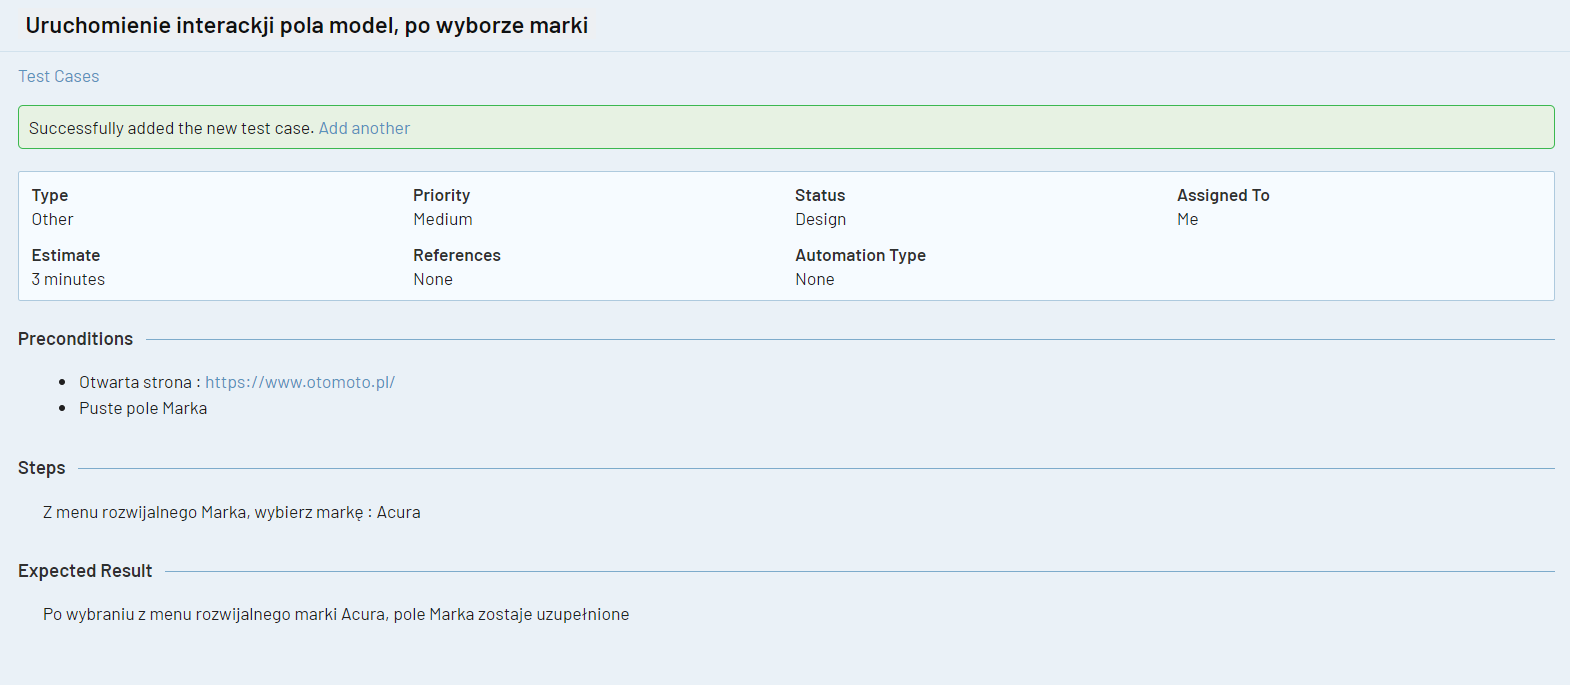 Uruchomienie interackji pola model, po wyborze marki
Test Cases
Successfully added the new test case. Add another
Type Priority Status Assigned To
Other Medium Design Me
Estimate References Automation Type
3 minutes None None
Preconditions
Otwarta strona : https://www.otomoto.pl/
Puste pole Marka
Steps
Z menu rozwijalnego Marka, wybierz markę : Acura
Expected Result
Po wybraniu z menu rozwijalnego marki Acura, pole Marka zostaje uzupełnione